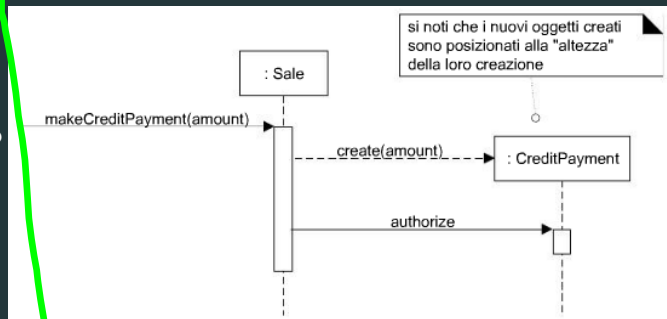 si noti che i nuovi oggetti creati
sono posizionati alla "altezza"
della loro creazione
: Sale
makeCreditPayment(amount)
create(amount)
: CreditPayment
authorize